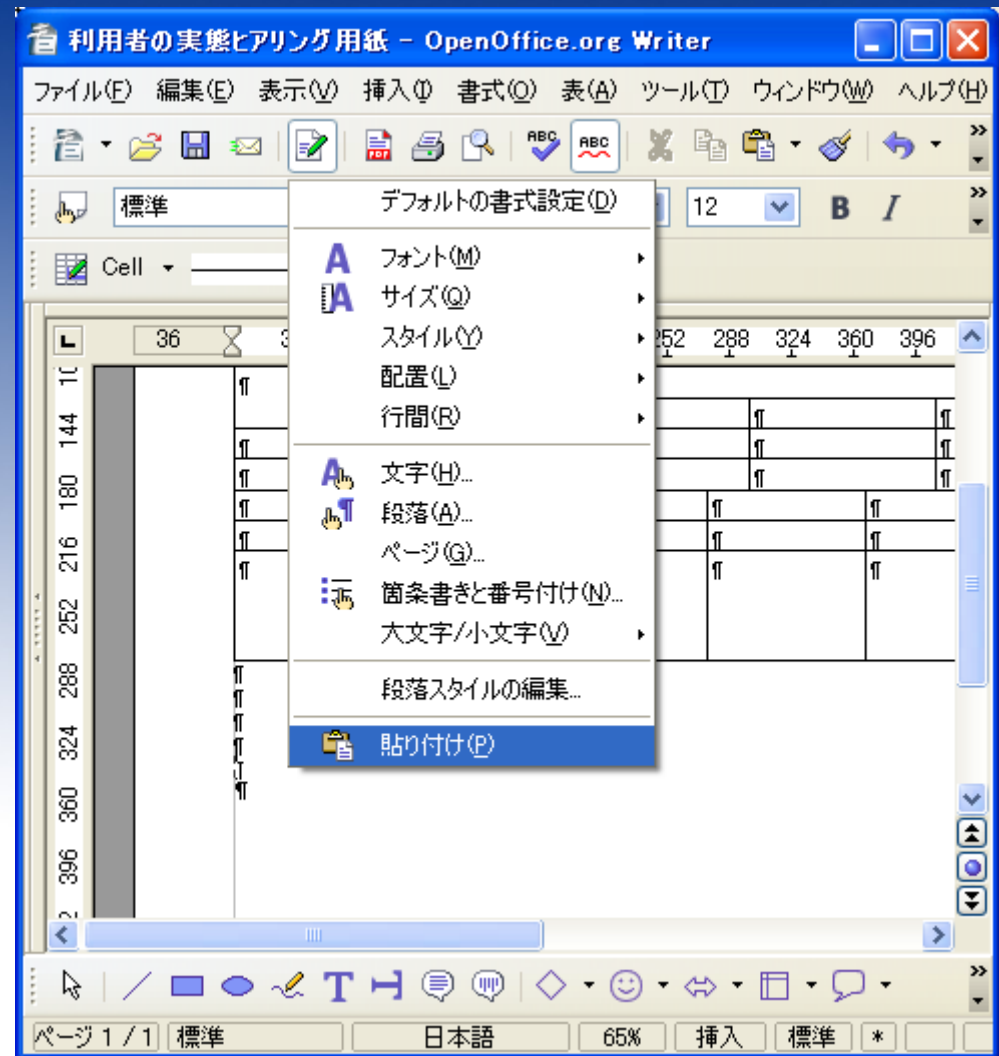 利用者の実態ヒアリング用紙 - OpenOffice.org Writer
ファイル(F) 編集(E) 表示(V) 挿入(I) 書式(O) 表(A) ツール(T) ウィンドウ(W) ヘルプ(H)
PDF ABC ABC
標準 12 B I
Cell
36 252 288 324 360 396
デフォルトの書式設定(D)
フォント(M)
サイズ(Q)
スタイル(Y)
配置(L)
行間(R)
文字(H)...
段落(A)...
ページ(G)...
箇条書きと番号付け(N)...
大文字/小文字(V)
段落スタイルの編集...
貼り付け(P)
144
180
216
252
288
324
360
396
T
ページ 1 / 1 標準 日本語 65% 挿入 標準 *